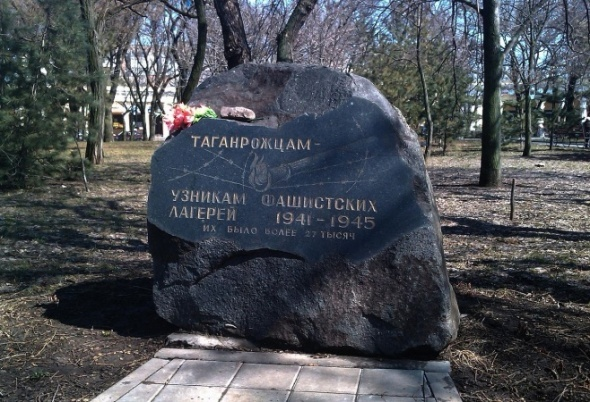 ТАГАНРОЖЦАМ-
УЗНИКАМ ФАШИСТСКИХ
ЛАГЕРЕЙ 1941-1945
ИХ БЫЛО БОЛЕЕ 27 ТЫСЯЧ